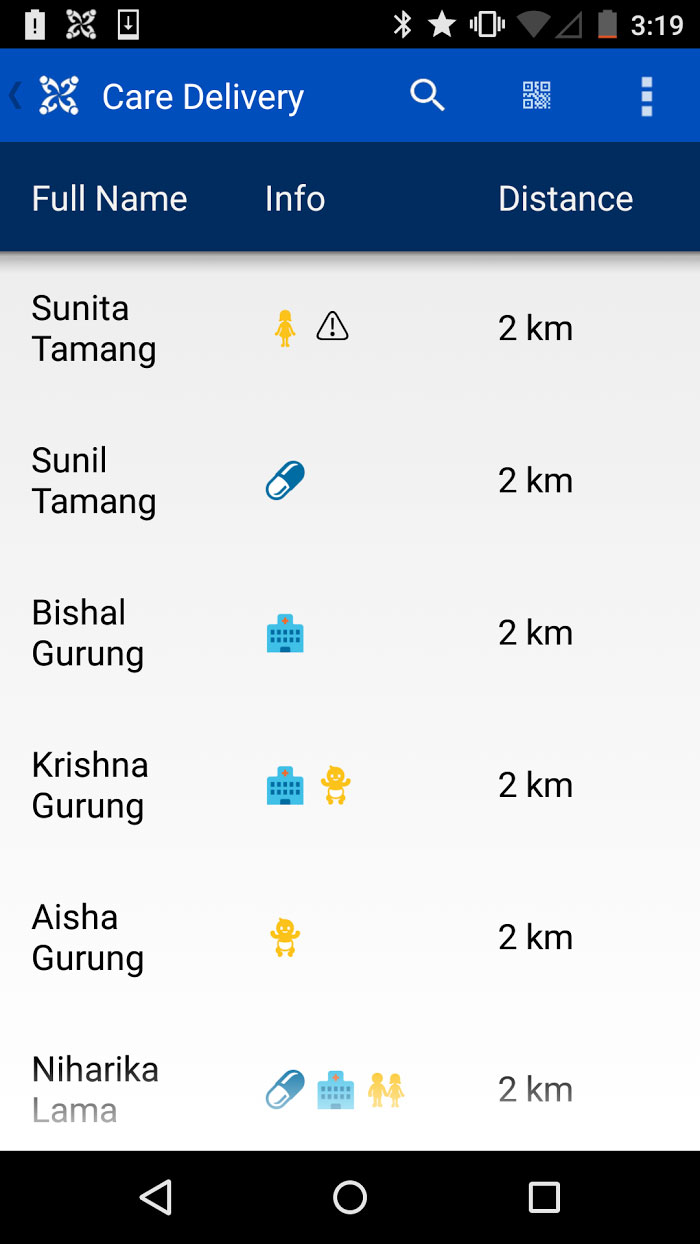 3:19
Care Delivery
Full Name Info Distance
Sunita
Tamang
2 km
Sunil
Tamang
2 km
Bishal
Gurung
2 km
Krishna
Gurung
2 km
Aisha
Gurung
2 km
Niharika
Lama
2 km